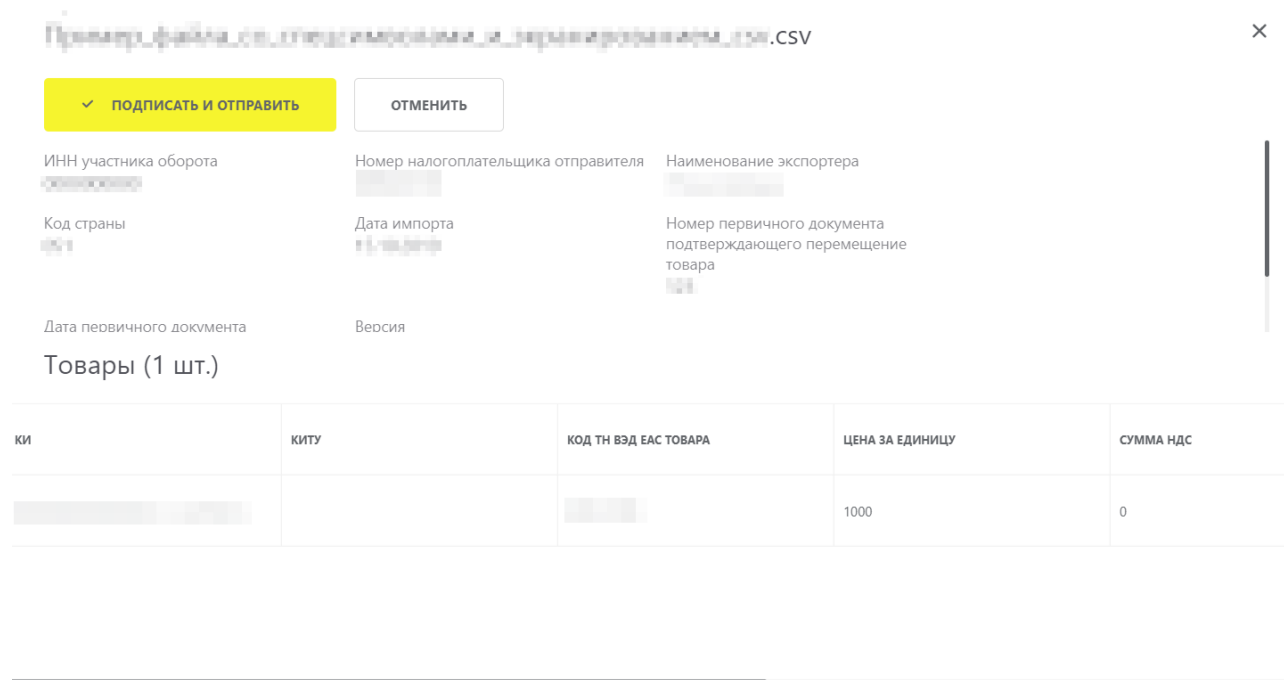 .csv
ПОДПИСАТЬ И ОТПРАВИТЬ
ОТМЕНИТЬ
ИНН участника оборота
Номер налогоплательщика отправителя
Наименование экспортера
Код страны
Дата импорта
Номер первичного документа
подтверждающего перемещение
товара
Дата первичного документа
Версия
Товары (1 шт.)
КИ
КИТУ
КОД ТН ВЭД ЕАС ТОВАРА
ЦЕНА ЗА ЕДИНИЦУ
СУММА НДС
1000
0